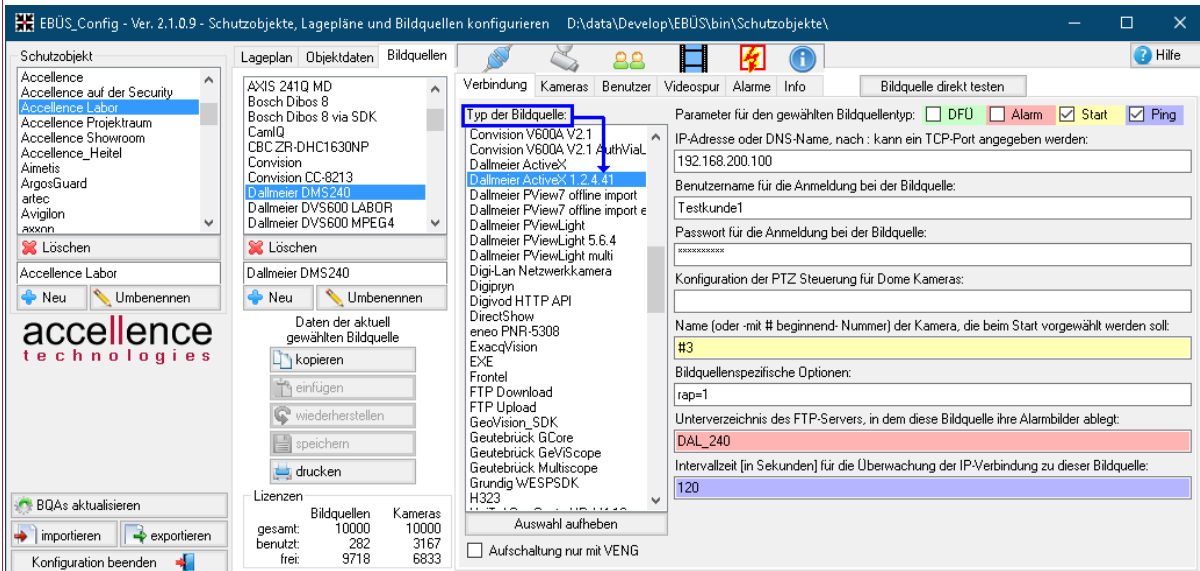 EBÜS_Config - Ver. 2.1.0.9 - Schutzobjekte, Lagepläne und Bildquellen konfigurieren D:\data\Develop\EBÜS\bin\Schutzobjekte\
Schutzobjekt
Accellence
Accellence auf der Security
Accellence Labor
Accellence Projektraum
Accellence Showroom
Accellence_Heitel
Aimetis
ArgosGuard
artec
Avigilon
axxon
Löschen
Accellence Labor
Neu
Umbenennen
accellence
technologies
BQAs aktualisieren
importieren
exportieren
Konfiguration beenden
Lageplan
Objektdaten
Bildquellen
AXIS 241Q MD
Bosch Dibos 8
Bosch Dibos 8 via SDK
CamIQ
CBC ZR-DHC1630NP
Convision
Convision CC-8213
Dallmeier DMS240
Dallmeier DVS600 LABOR
Dallmeier DVS600 MPEG4
Löschen
Dallmeier DMS240
Neu
Umbenennen
Daten der aktuell
gewählten Bildquelle
kopieren
einfügen
wiederherstellen
speichern
drucken
Lizenzen
Bildquellen Kameras
gesamt: 10000 10000
benutzt: 282 3167
frei: 9718 6833
Hilfe
Verbindung
Kameras
Benutzer
Videospur
Alarme
Info
Bildquelle direkt testen
Typ der Bildquelle:
Convision V600A V2.1
Convision V600A V2.1 AuthViaL
Dallmeier ActiveX
Dallmeier ActiveX 1.2.4.41
Dallmeier PView7 offline import
Dallmeier PView7 offline import e
Dallmeier PViewLight
Dallmeier PViewLight 5.6.4
Dallmeier PViewLight multi
Digi-Lan Netzwerkkamera
Digipryn
Digivod HTTP API
DirectShow
eneo PNR-5308
ExacqVision
EXE
Frontel
FTP Download
FTP Upload
GeoVision_SDK
Geutebrück GCore
Geutebrück GeViScope
Geutebrück Multiscope
Grundig WESPSDK
H323
Auswahl aufheben
Aufschaltung nur mit VENG
Parameter für den gewählten Bildquellentyp: DFÜ Alarm Start Ping
IP-Adresse oder DNS-Name, nach : kann ein TCP-Port angegeben werden:
192.168.200.100
Benutzername für die Anmeldung bei der Bildquelle:
Testkunde1
Passwort für die Anmeldung bei der Bildquelle:
××××××××××
Konfiguration der PTZ Steuerung für Dome Kameras:
Name (oder -mit # beginnend- Nummer) der Kamera, die beim Start vorgewählt werden soll:
#3
Bildquellenspezifische Optionen:
rap=1
Unterverzeichnis des FTP-Servers, in dem diese Bildquelle ihre Alarmbilder ablegt:
DAL_240
Intervallzeit [in Sekunden] für die Überwachung der IP-Verbindung zu dieser Bildquelle:
120